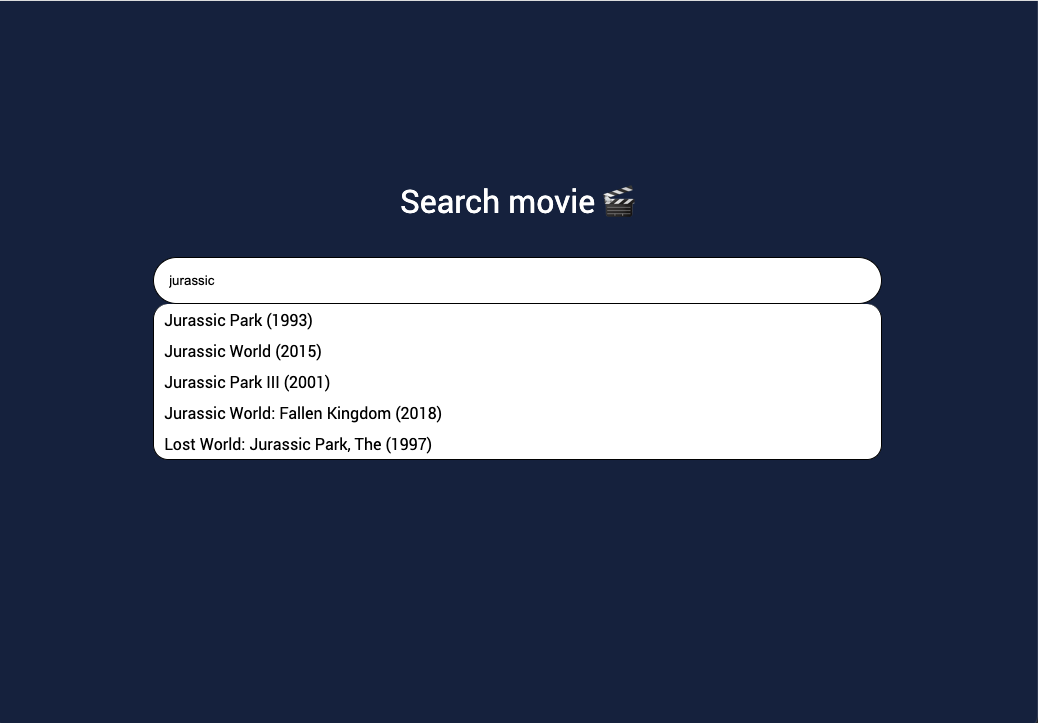 Search movie 🎬
jurassic
Jurassic Park (1993)
Jurassic World (2015)
Jurassic Park III (2001)
Jurassic World: Fallen Kingdom (2018)
Lost World: Jurassic Park, The (1997)